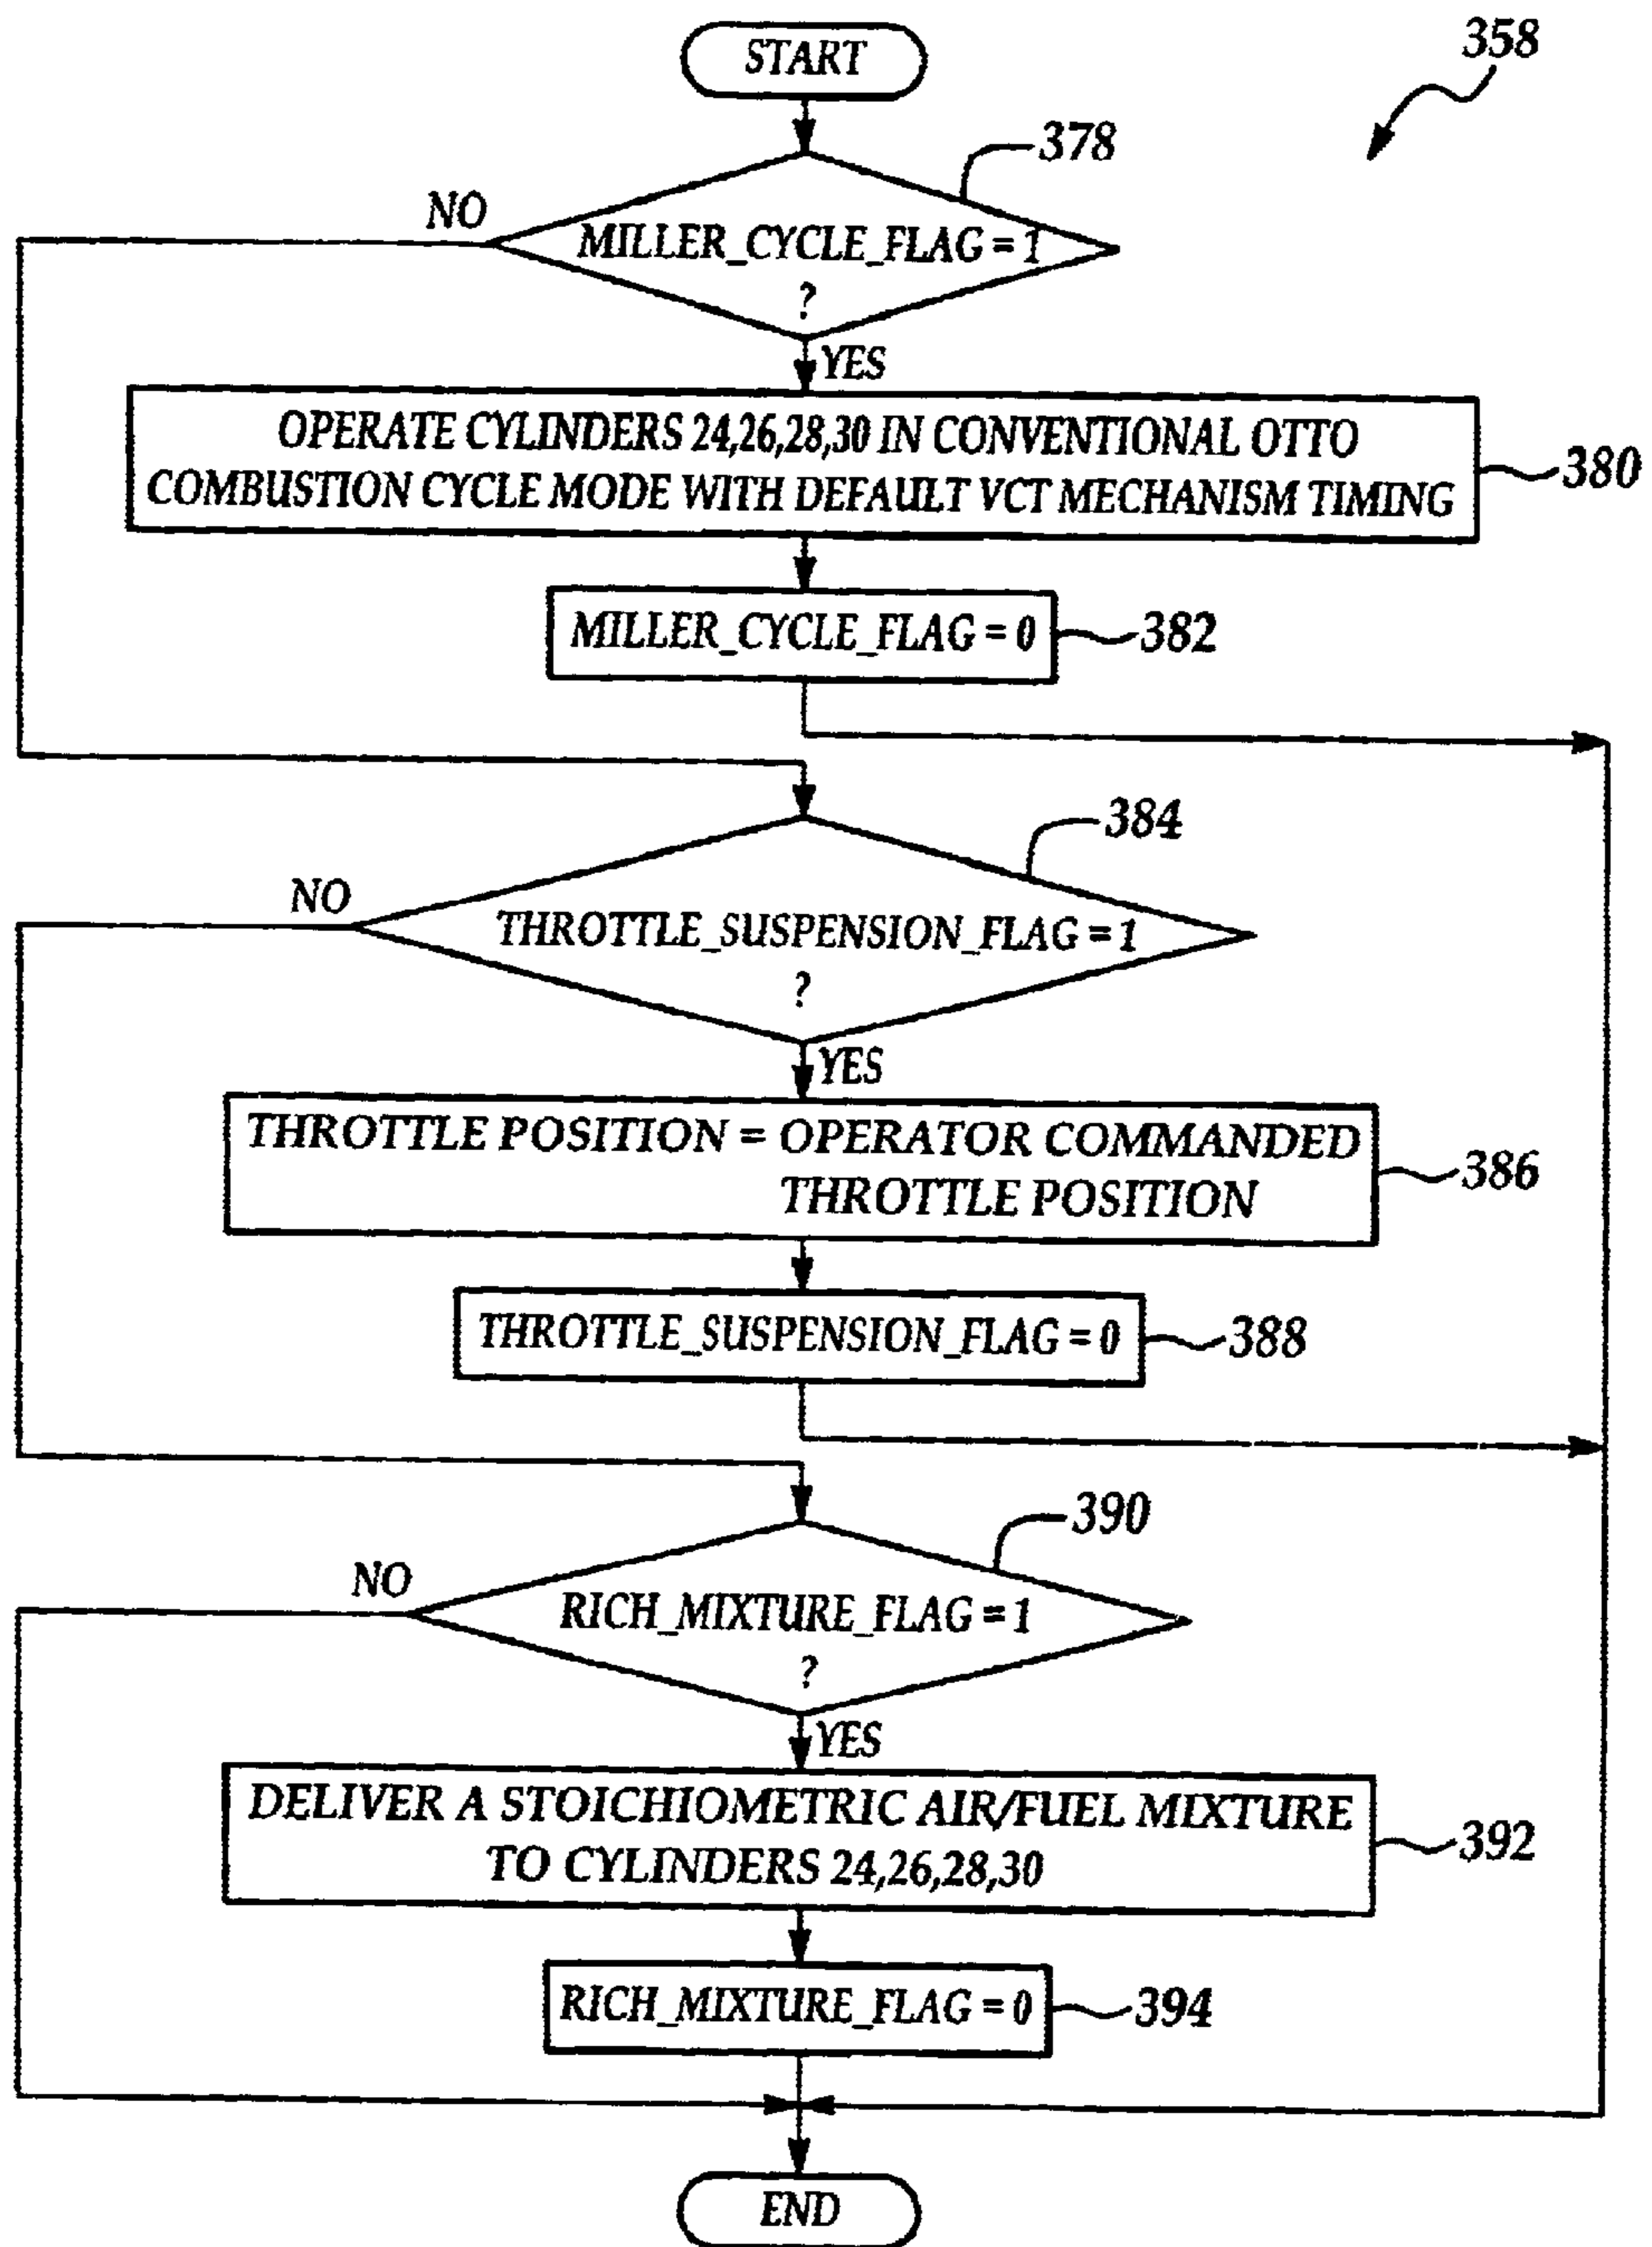 START
358
378
NO
MILLER_CYCLE_FLAG = 1
?
YES
OPERATE CYLINDERS 24,26,28,30 IN CONVENTIONAL OTTO
COMBUSTION CYCLE MODE WITH DEFAULT VCT MECHANISM TIMING
380
MILLER_CYCLE_FLAG = 0
382
384
NO
THROTTLE_SUSPENSION_FLAG = 1
?
YES
THROTTLE POSITION = OPERATOR COMMANDED
THROTTLE POSITION
386
THROTTLE_SUSPENSION_FLAG = 0
388
390
NO
RICH_MIXTURE_FLAG = 1
?
YES
DELIVER A STOICHIOMETRIC AIR/FUEL MIXTURE
TO CYLINDERS 24,26,28,30
392
RICH_MIXTURE_FLAG = 0
394
END